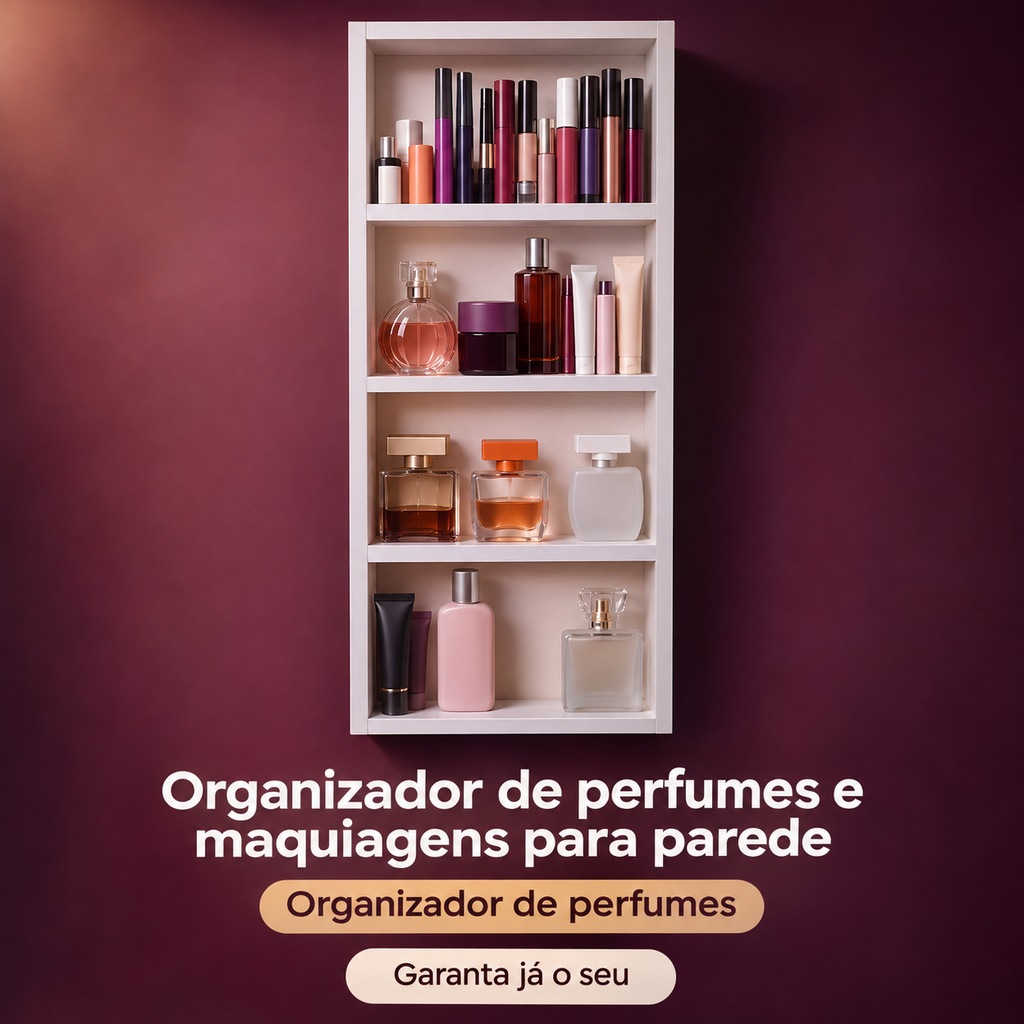 Organizador de perfumes e
maquiagens para parede
Organizador de perfumes
Garanta já o seu